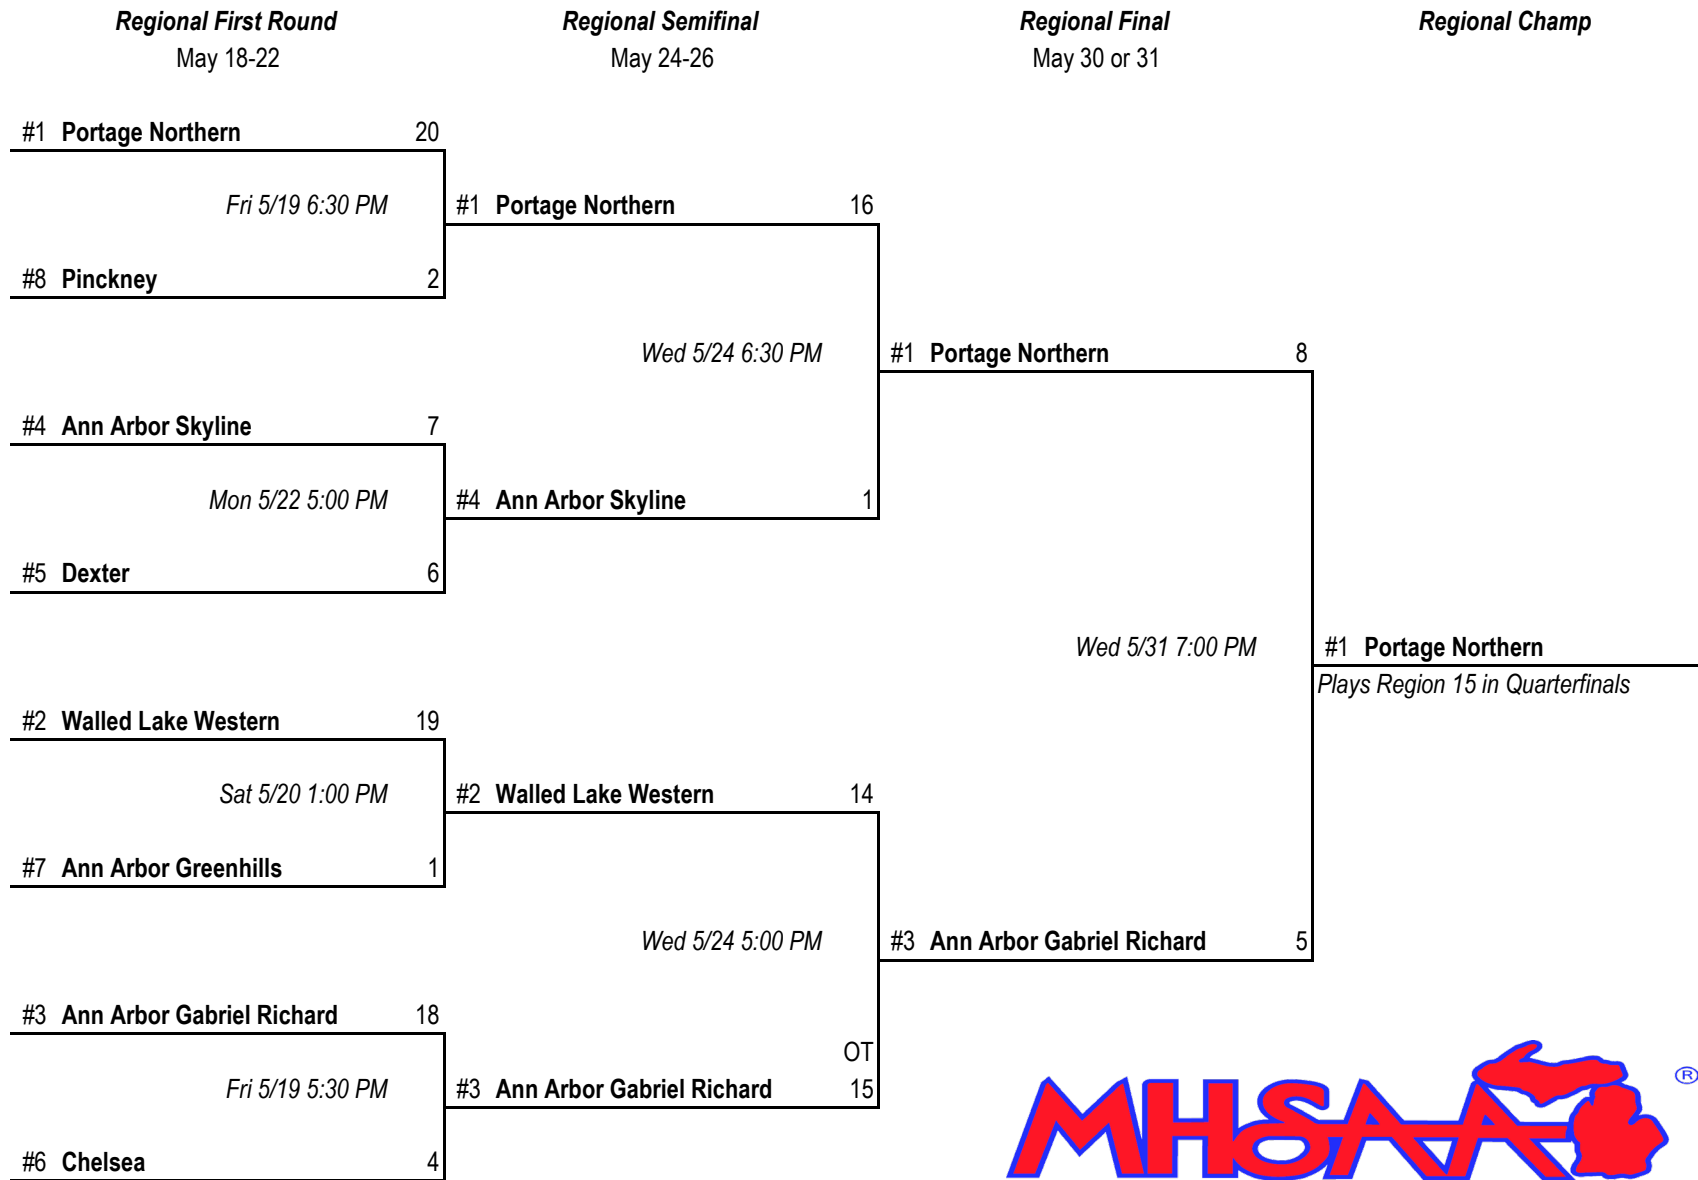 Regional First Round
May 18-22
Regional Semifinal
May 24-26
Regional Final
May 30 or 31
Regional Champ
#1 Portage Northern 20
Fri 5/19 6:30 PM
#8 Pinckney 2
#4 Ann Arbor Skyline 7
Mon 5/22 5:00 PM
#5 Dexter 6
#2 Walled Lake Western 19
Sat 5/20 1:00 PM
#7 Ann Arbor Greenhills 1
#3 Ann Arbor Gabriel Richard 18
Fri 5/19 5:30 PM
#6 Chelsea 4
#1 Portage Northern 16
Wed 5/24 6:30 PM
#4 Ann Arbor Skyline 1
#2 Walled Lake Western 14
Wed 5/24 5:00 PM
OT
#3 Ann Arbor Gabriel Richard 15
#1 Portage Northern 8
Wed 5/31 7:00 PM
#3 Ann Arbor Gabriel Richard 5
#1 Portage Northern
Plays Region 15 in Quarterfinals
MHSAA ®